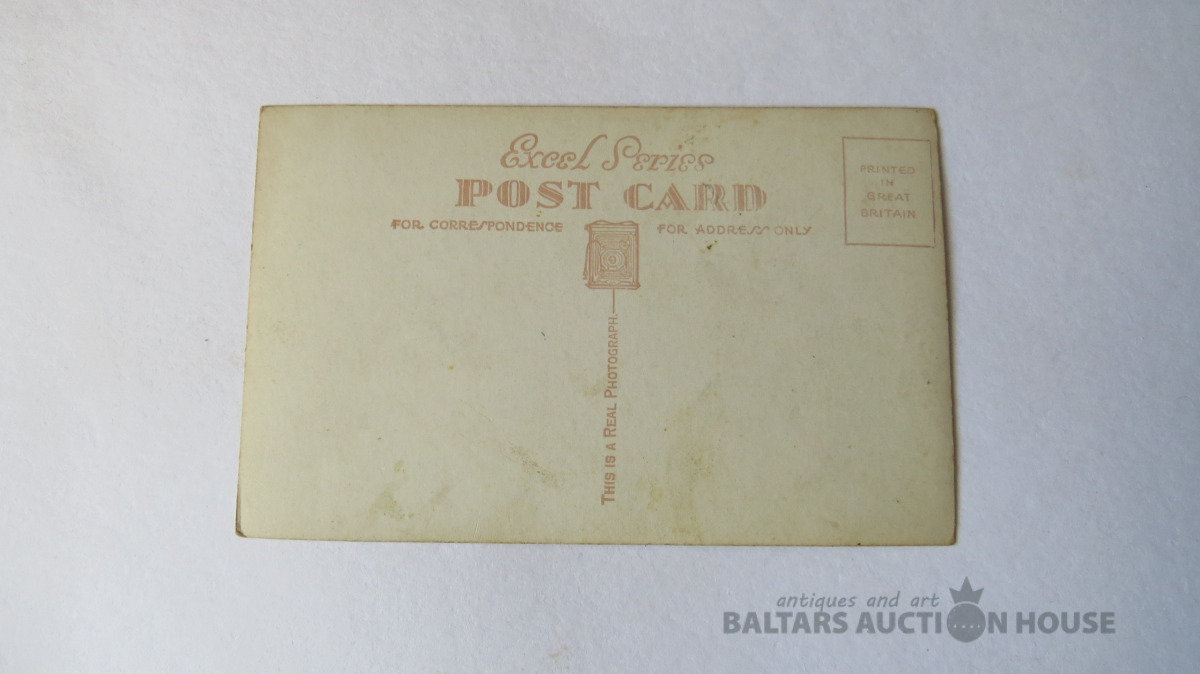 Excel Series
POST CARD
FOR CORRESPONDENCE
FOR ADDRESS ONLY
PRINTED
IN
GREAT
BRITAIN
THIS IS A REAL PHOTOGRAPH.
antiques and art
BALTARS AUCTION HOUSE